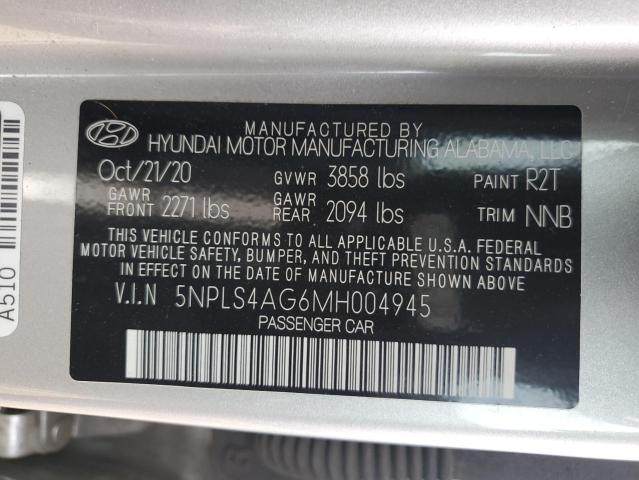 MANUFACTURED BY
HYUNDAI MOTOR MANUFACTURING ALABAMA, LLC
Oct/21/20 GVWR 3858 lbs PAINT R2T
GAWR FRONT 2271 lbs GAWR REAR 2094 lbs TRIM NNB
THIS VEHICLE CONFORMS TO ALL APPLICABLE U.S.A. FEDERAL
MOTOR VEHICLE SAFETY, BUMPER, AND THEFT PREVENTION STANDARDS
IN EFFECT ON THE DATE OF MANUFACTURE SHOWN ABOVE.
V.I.N 5NPLS4AG6MH004945
PASSENGER CAR
A510